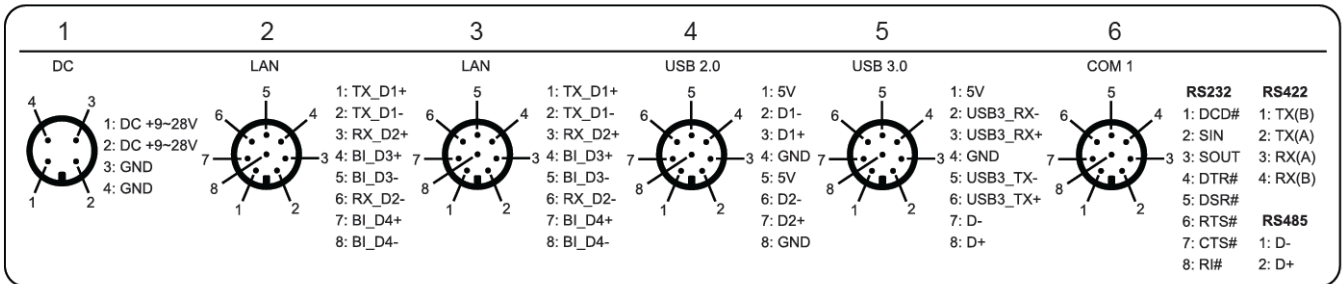 1
DC
4 3
1 2
1: DC +9~28V
2: DC +9~28V
3: GND
4: GND
2
LAN
5
6 4
7 3
8
1 2
1: TX_D1+
2: TX_D1-
3: RX_D2+
4: BI_D3+
5: BI_D3-
6: RX_D2-
7: BI_D4+
8: BI_D4-
3
LAN
5
6 4
7 3
8
1 2
1: TX_D1+
2: TX_D1-
3: RX_D2+
4: BI_D3+
5: BI_D3-
6: RX_D2-
7: BI_D4+
8: BI_D4-
4
USB 2.0
5
6 4
7 3
8
1 2
1: 5V
2: D1-
3: D1+
4: GND
5: 5V
6: D2-
7: D2+
8: GND
5
USB 3.0
5
6 4
7 3
8
1 2
1: 5V
2: USB3_RX-
3: USB3_RX+
4: GND
5: USB3_TX-
6: USB3_TX+
7: D-
8: D+
6
COM 1
5
6 4
7 3
8
1 2
RS232
1: DCD#
2: SIN
3: SOUT
4: DTR#
5: DSR#
6: RTS#
7: CTS#
8: RI#
RS422
1: TX(B)
2: TX(A)
3: RX(A)
4: RX(B)
RS485
1: D-
2: D+